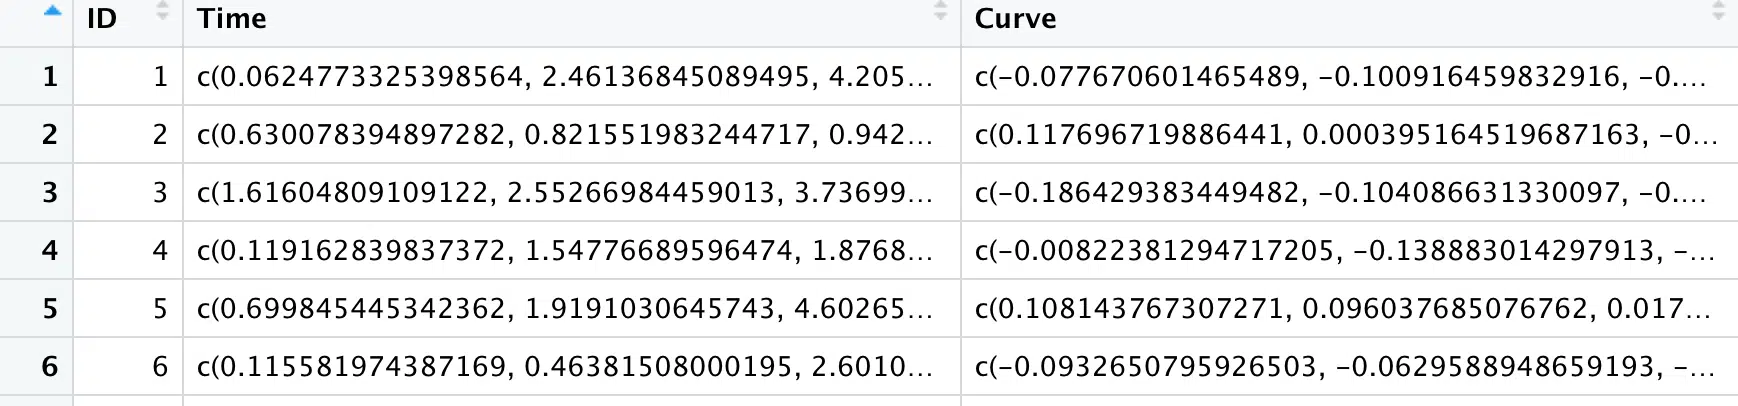 ID Time Curve
1 1 c(0.0624773325398564, 2.46136845089495, 4.205... c(-0.077670601465489, -0.100916459832916, -0....
2 2 c(0.630078394897282, 0.821551983244717, 0.942... c(0.117696719886441, 0.000395164519687163, -0...
3 3 c(1.61604809109122, 2.55266984459013, 3.73699... c(-0.186429383449482, -0.104086631330097, -0....
4 4 c(0.119162839837372, 1.54776689596474, 1.8768... c(-0.00822381294717205, -0.138883014297913, -...
5 5 c(0.699845445342362, 1.9191030645743, 4.60265... c(0.108143767307271, 0.096037685076762, 0.017...
6 6 c(0.115581974387169, 0.46381508000195, 2.6010... c(-0.0932650795926503, -0.0629588948659193, -...